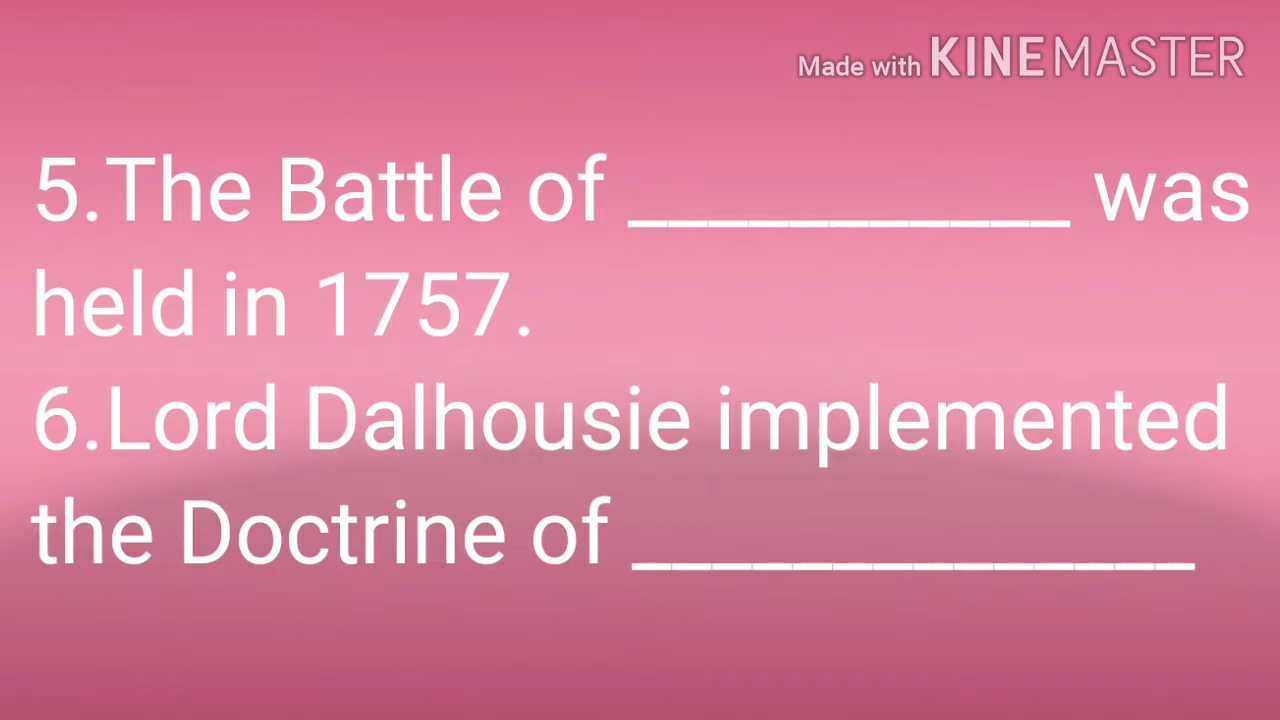 Made with KINEMASTER
5.The Battle of ___________ was
held in 1757.
6.Lord Dalhousie implemented
the Doctrine of ______________